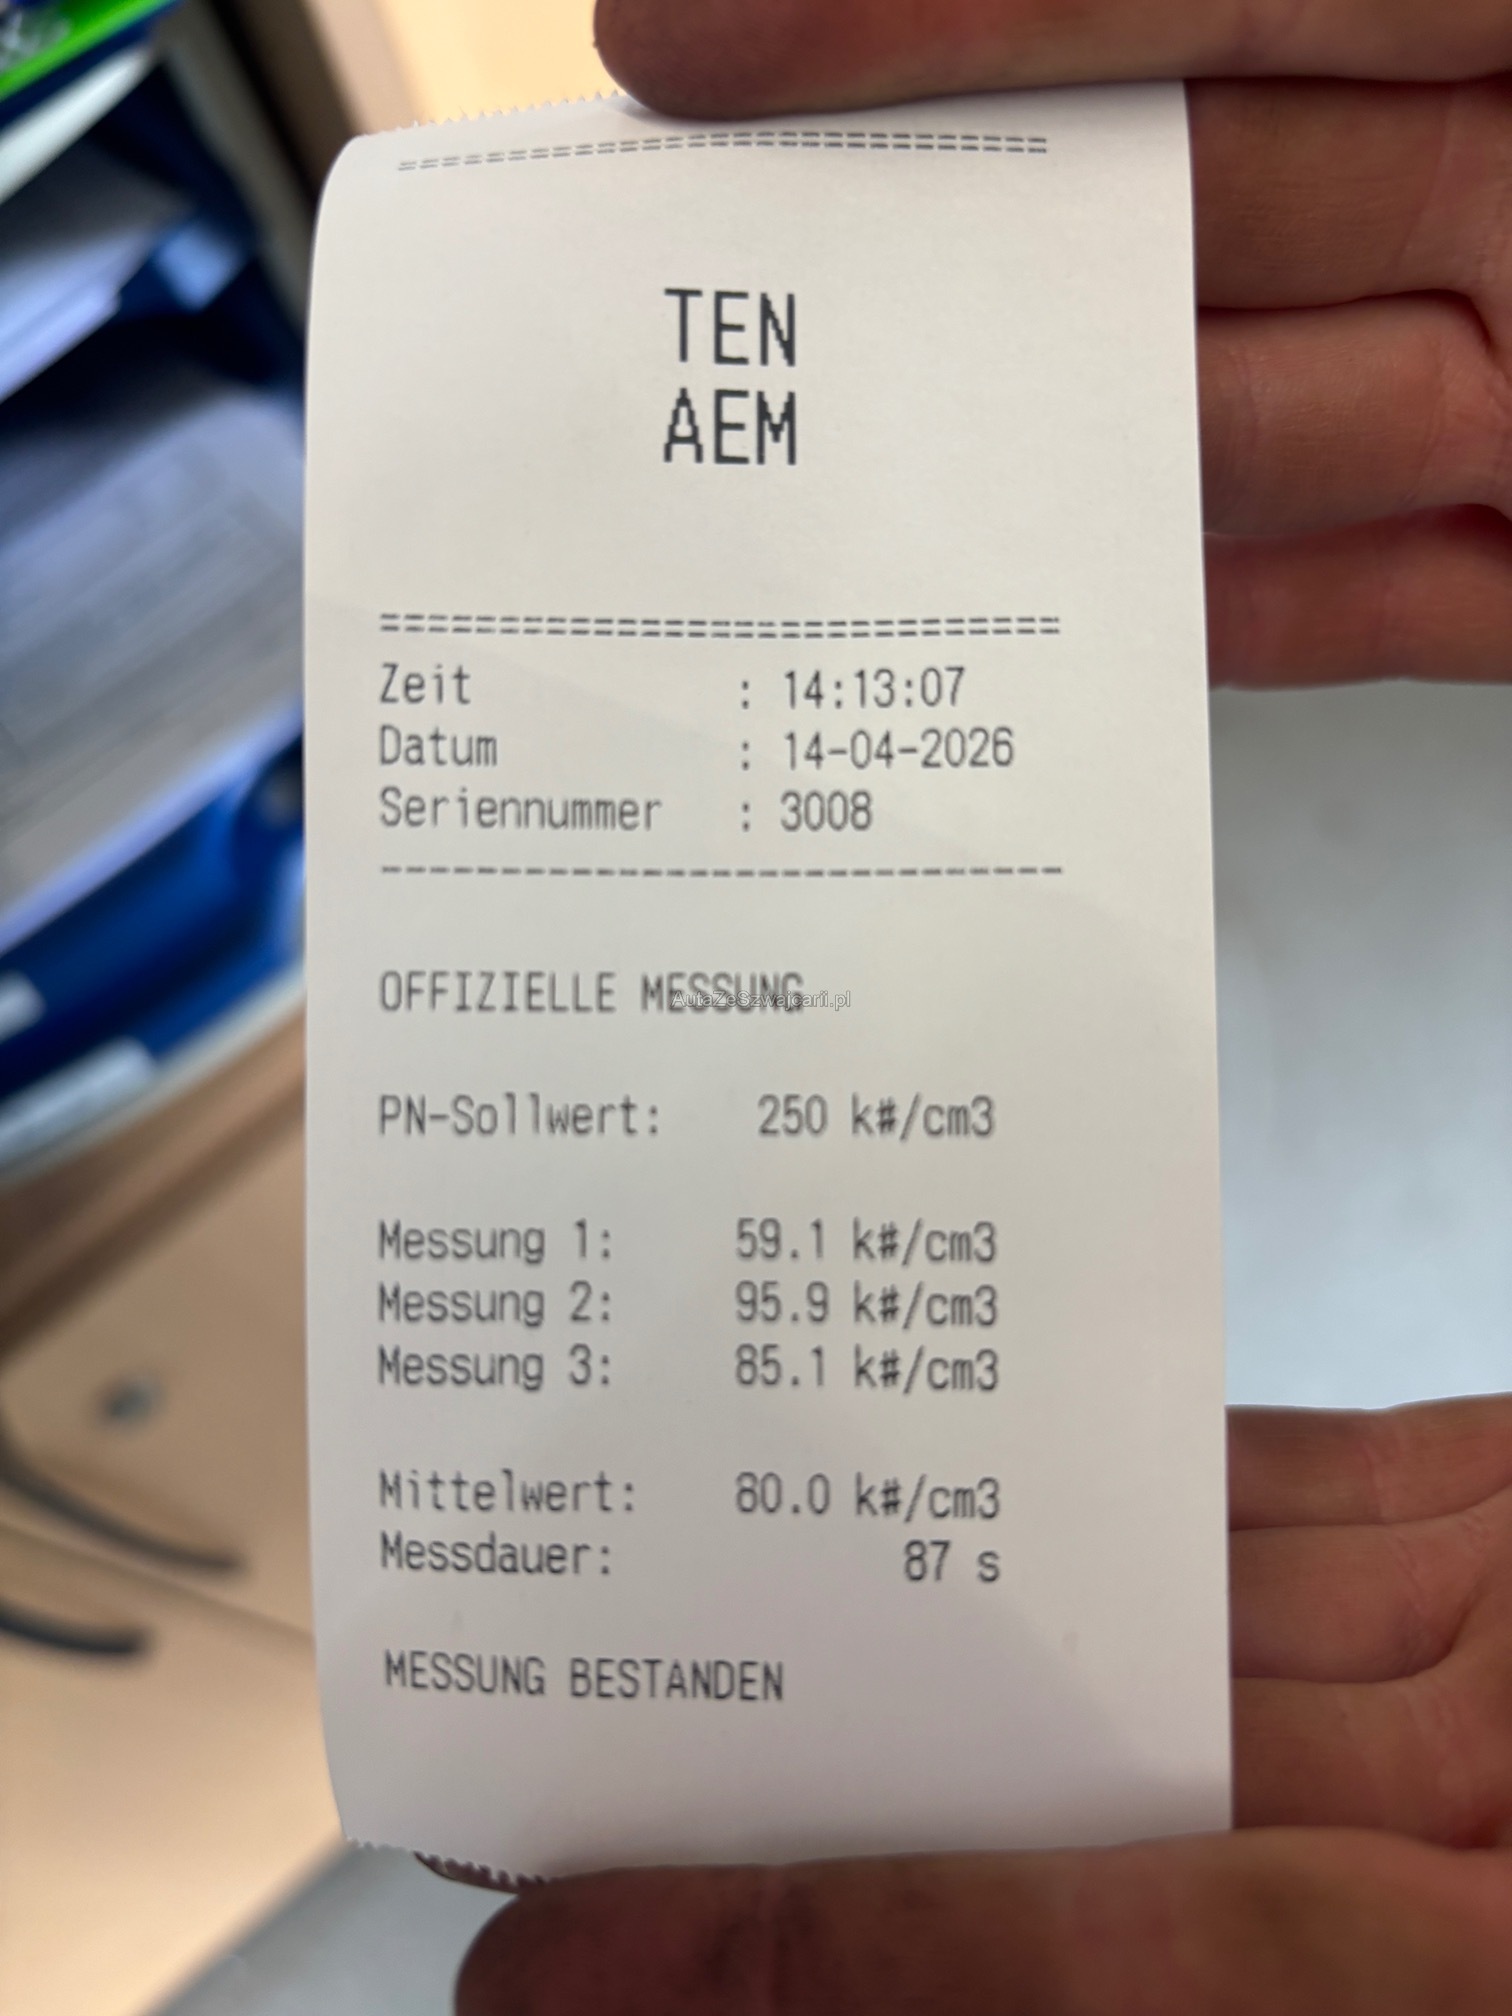 ==============================
TEN
AEM
==============================
Zeit : 14:13:07
Datum : 14-04-2026
Seriennummer : 3008
------------------------------
OFFIZIELLE MESSUNG
AutaZeSzwajcarii.pl
PN-Sollwert: 250 k#/cm3
Messung 1: 59.1 k#/cm3
Messung 2: 95.9 k#/cm3
Messung 3: 85.1 k#/cm3
Mittelwert: 80.0 k#/cm3
Messdauer: 87 s
MESSUNG BESTANDEN